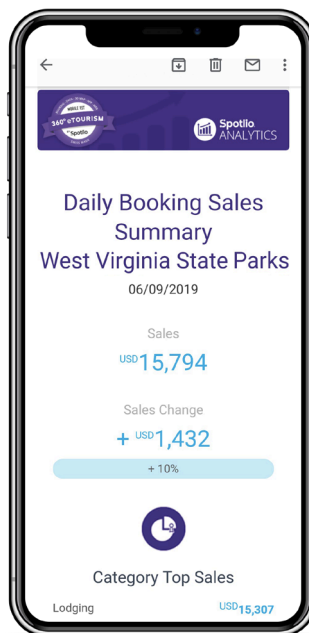 MOBILE 1ST
360° eTOURISM
BY Spotlio
Spotlio
ANALYTICS
Daily Booking Sales
Summary
West Virginia State Parks
06/09/2019
Sales
USD15,794
Sales Change
+ USD1,432
+ 10%
Category Top Sales
Lodging USD15,307